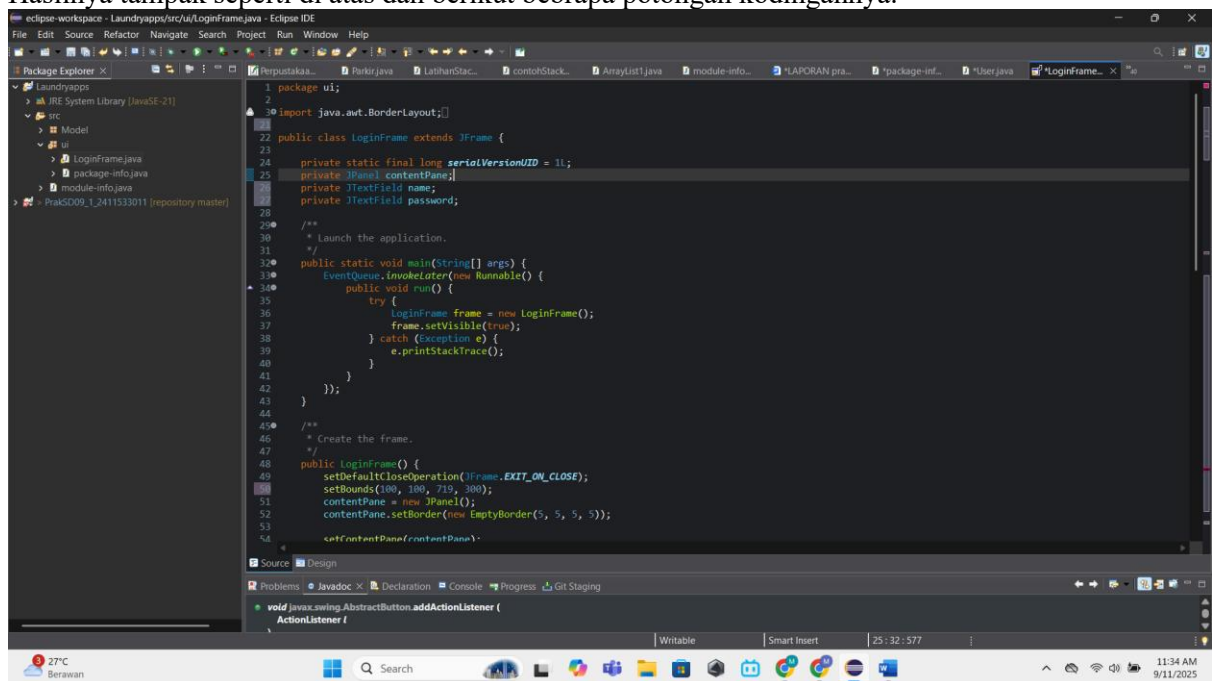 Hasilnya tampak seperti di atas dan berikut beberapa potongan kodingannya:
eclipse-workspace - Laundryapps/src/ui/LoginFrame.java - Eclipse IDE
File Edit Source Refactor Navigate Search Project Run Window Help
Package Explorer
Perpustakaa... Parkir.java LatihanStac... contohStack... ArrayList1.java module-info... *LAPORAN pra... *package-inf... *User.java *LoginFrame...
Laundryapps
JRE System Library [JavaSE-21]
src
Model
ui
LoginFrame.java
package-info.java
module-info.java
> PrakSD09_1_2411533011 [repository master]
1 package ui;
2
3 import java.awt.BorderLayout;
21
22 public class LoginFrame extends JFrame {
23
24 private static final long serialVersionUID = 1L;
25 private JPanel contentPane;
26 private JTextField name;
27 private JTextField password;
28
29 /**
30 * Launch the application.
31 */
32 public static void main(String[] args) {
33 EventQueue.invokeLater(new Runnable() {
34 public void run() {
35 try {
36 LoginFrame frame = new LoginFrame();
37 frame.setVisible(true);
38 } catch (Exception e) {
39 e.printStackTrace();
40 }
41 }
42 });
43 }
44
45 /**
46 * Create the frame.
47 */
48 public LoginFrame() {
49 setDefaultCloseOperation(JFrame.EXIT_ON_CLOSE);
50 setBounds(100, 100, 719, 300);
51 contentPane = new JPanel();
52 contentPane.setBorder(new EmptyBorder(5, 5, 5, 5));
53
54 setContentPane(contentPane);
Source Design
Problems Javadoc Declaration Console Progress Git Staging
void javax.swing.AbstractButton.addActionListener (
ActionListener l
)
Writable Smart Insert 25 : 32 : 577
3 27°C
Berawan
Search
11:34 AM
9/11/2025